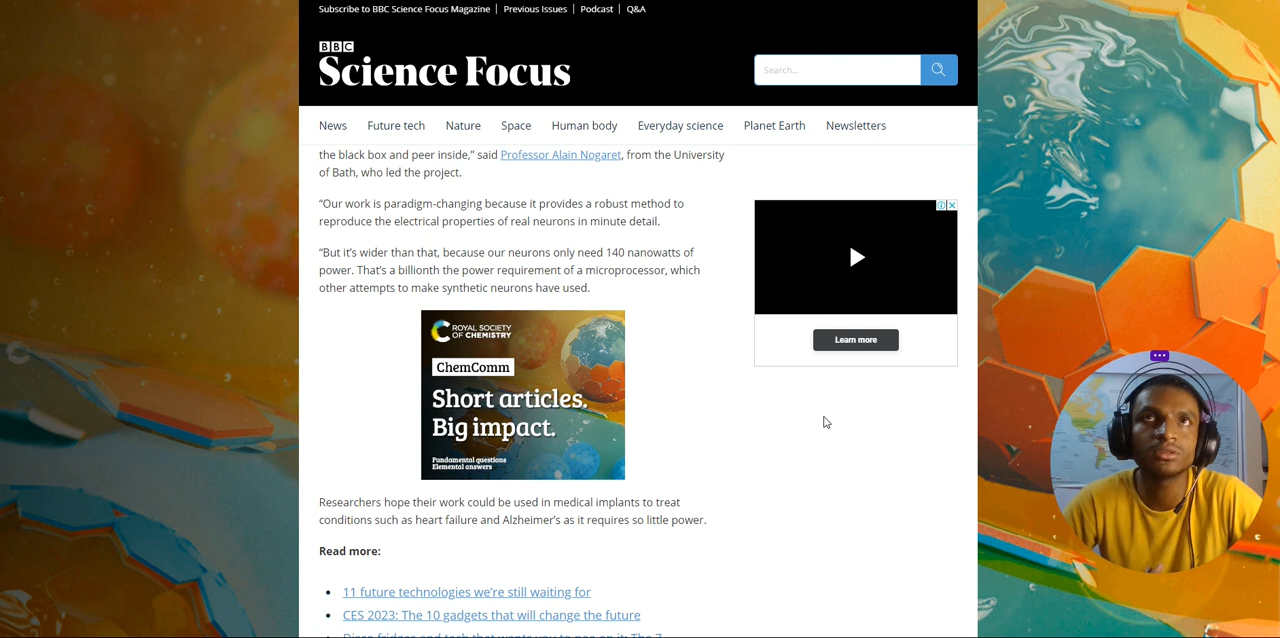 Subscribe to BBC Science Focus Magazine | Previous Issues | Podcast | Q&A
BBC
Science Focus
Search...
News Future tech Nature Space Human body Everyday science Planet Earth Newsletters
the black box and peer inside,” said Professor Alain Nogaret, from the University
of Bath, who led the project.
“Our work is paradigm-changing because it provides a robust method to
reproduce the electrical properties of real neurons in minute detail.
“But it’s wider than that, because our neurons only need 140 nanowatts of
power. That’s a billionth the power requirement of a microprocessor, which
other attempts to make synthetic neurons have used.
Learn more
ROYAL SOCIETY
OF CHEMISTRY
ChemComm
Short articles.
Big impact.
Fundamental questions
Elemental answers
Researchers hope their work could be used in medical implants to treat
conditions such as heart failure and Alzheimer’s as it requires so little power.
Read more:
• 11 future technologies we’re still waiting for
• CES 2023: The 10 gadgets that will change the future